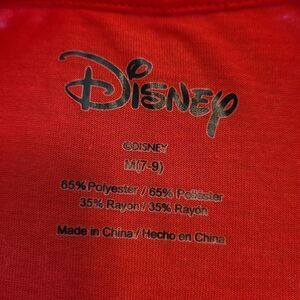 Disney
©DISNEY
M(7-9)
65% Polyester / 65% Poliéster
35% Rayon / 35% Rayón
Made in China / Hecho en China